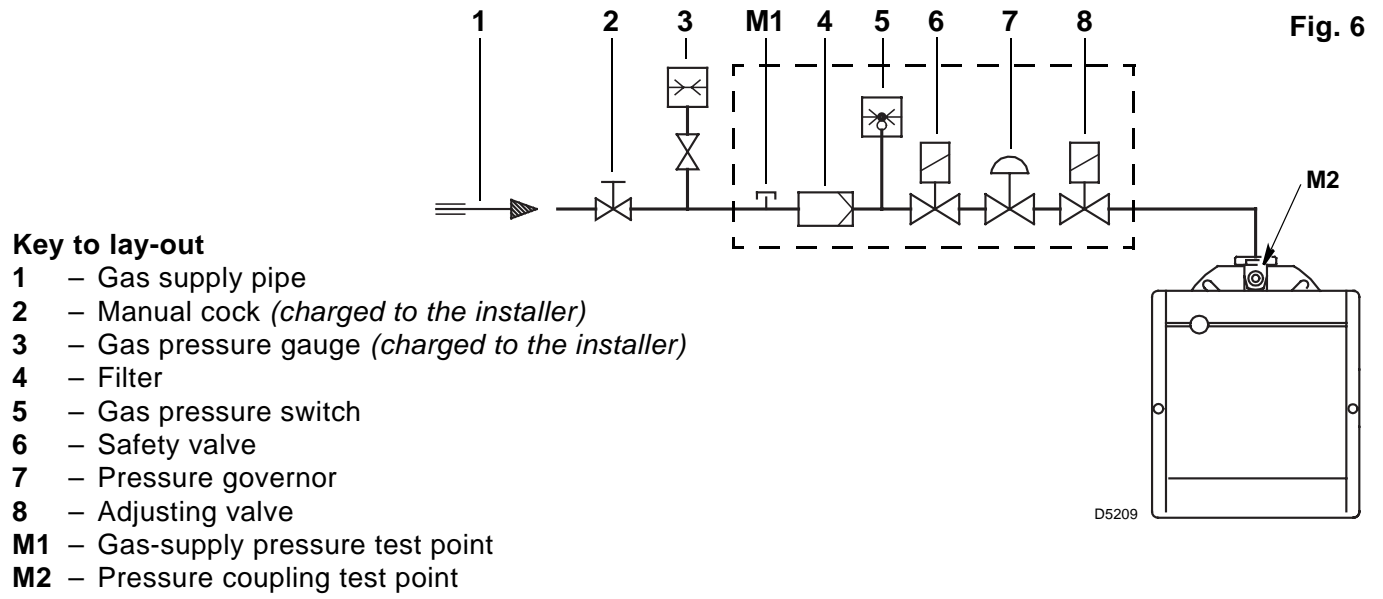 1 2 3 M1 4 5 6 7 8 Fig. 6
M2
Key to lay-out
1 – Gas supply pipe
2 – Manual cock (charged to the installer)
3 – Gas pressure gauge (charged to the installer)
4 – Filter
5 – Gas pressure switch
6 – Safety valve
7 – Pressure governor
8 – Adjusting valve
D5209
M1 – Gas-supply pressure test point
M2 – Pressure coupling test point